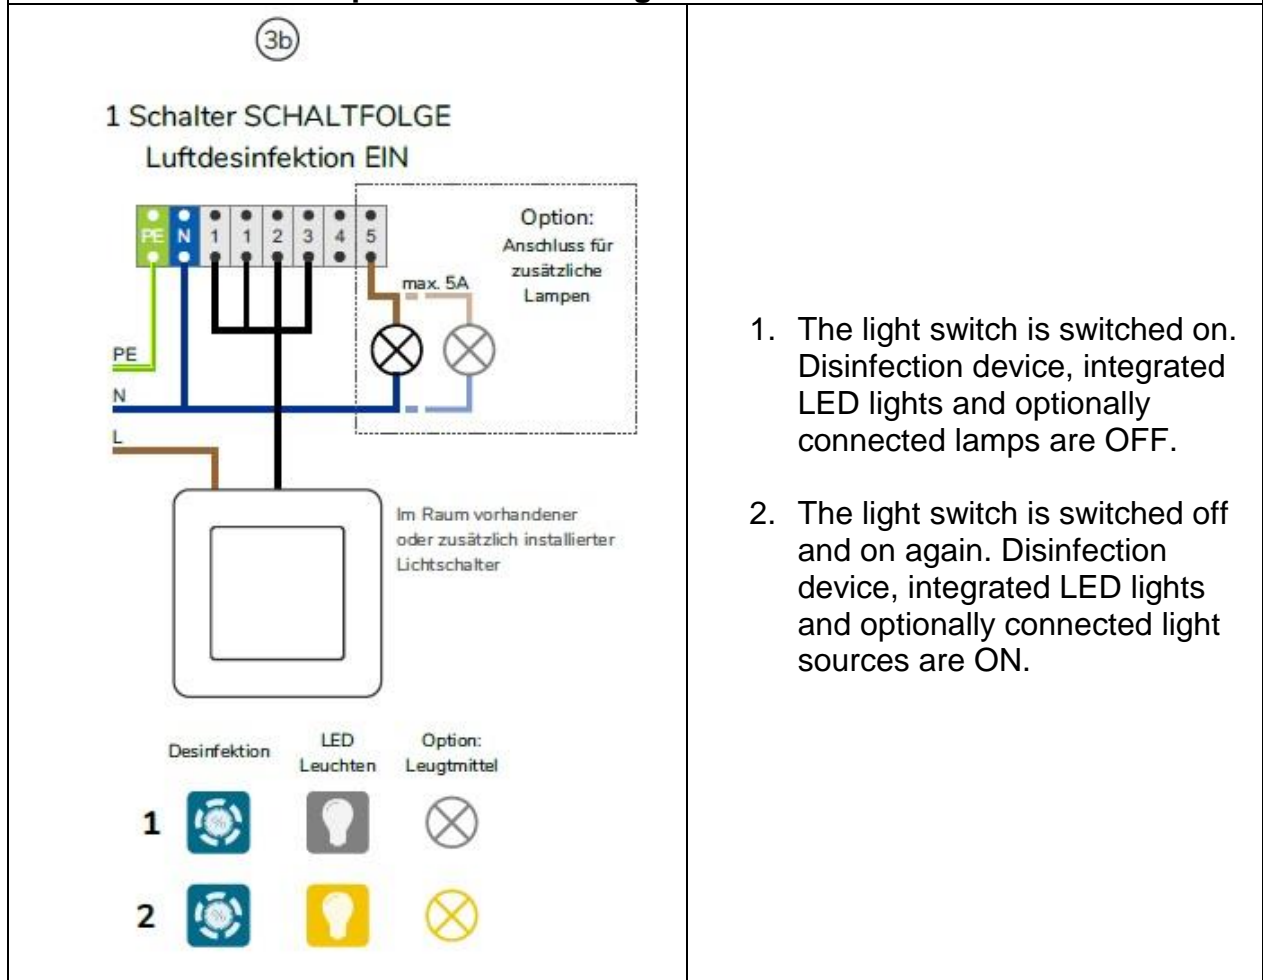 3b
1 Schalter SCHALTFOLGE
Luftdesinfektion EIN
PE N 1 1 2 3 4 5
Option:
Anschluss für
zusätzliche
Lampen
max. 5A
PE
N
L
Im Raum vorhandener
oder zusätzlich installierter
Lichtschalter
Desinfektion
LED
Leuchten
Option:
Leugtmittel
1 %
2 %
1. The light switch is switched on.
Disinfection device, integrated
LED lights and optionally
connected lamps are OFF.
2. The light switch is switched off
and on again. Disinfection
device, integrated LED lights
and optionally connected light
sources are ON.